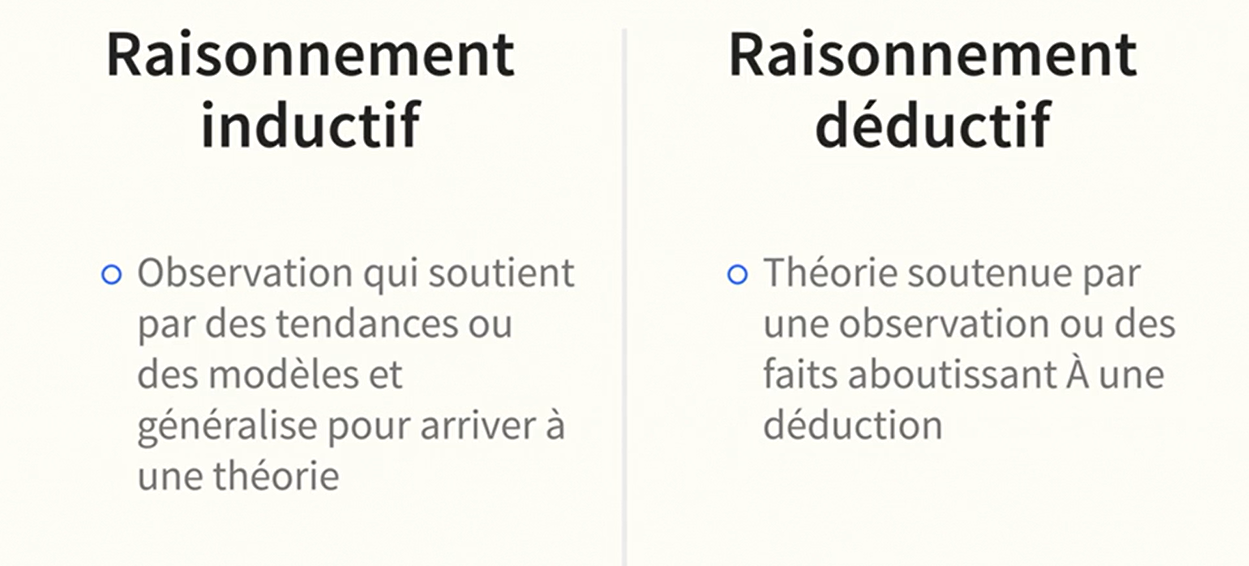 Raisonnement
inductif
Observation qui soutient
par des tendances ou
des modèles et
généralise pour arriver à
une théorie
Raisonnement
déductif
Théorie soutenue par
une observation ou des
faits aboutissant À une
déduction